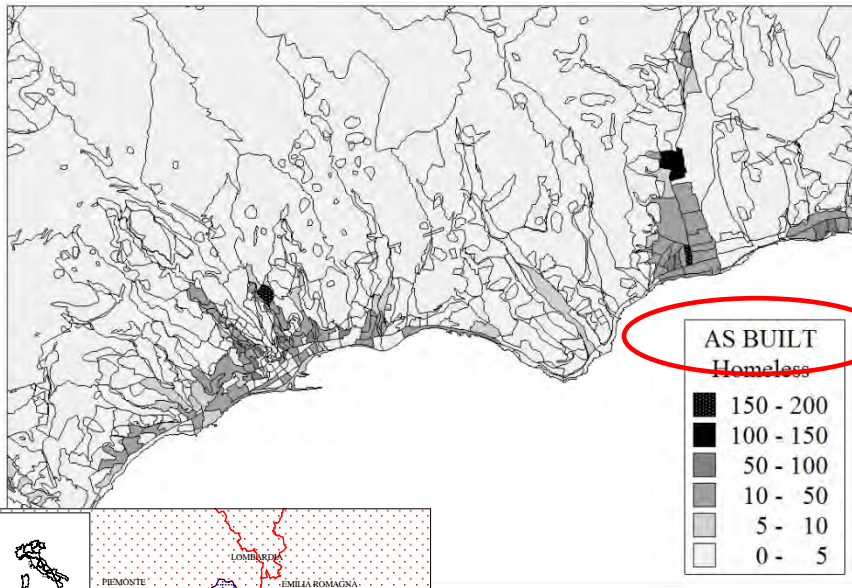 AS BUILT
Homeless
150 - 200
100 - 150
50 - 100
10 - 50
5 - 10
0 - 5
LOMBARDIA
PIEMONTE
EMILIA ROMAGNA